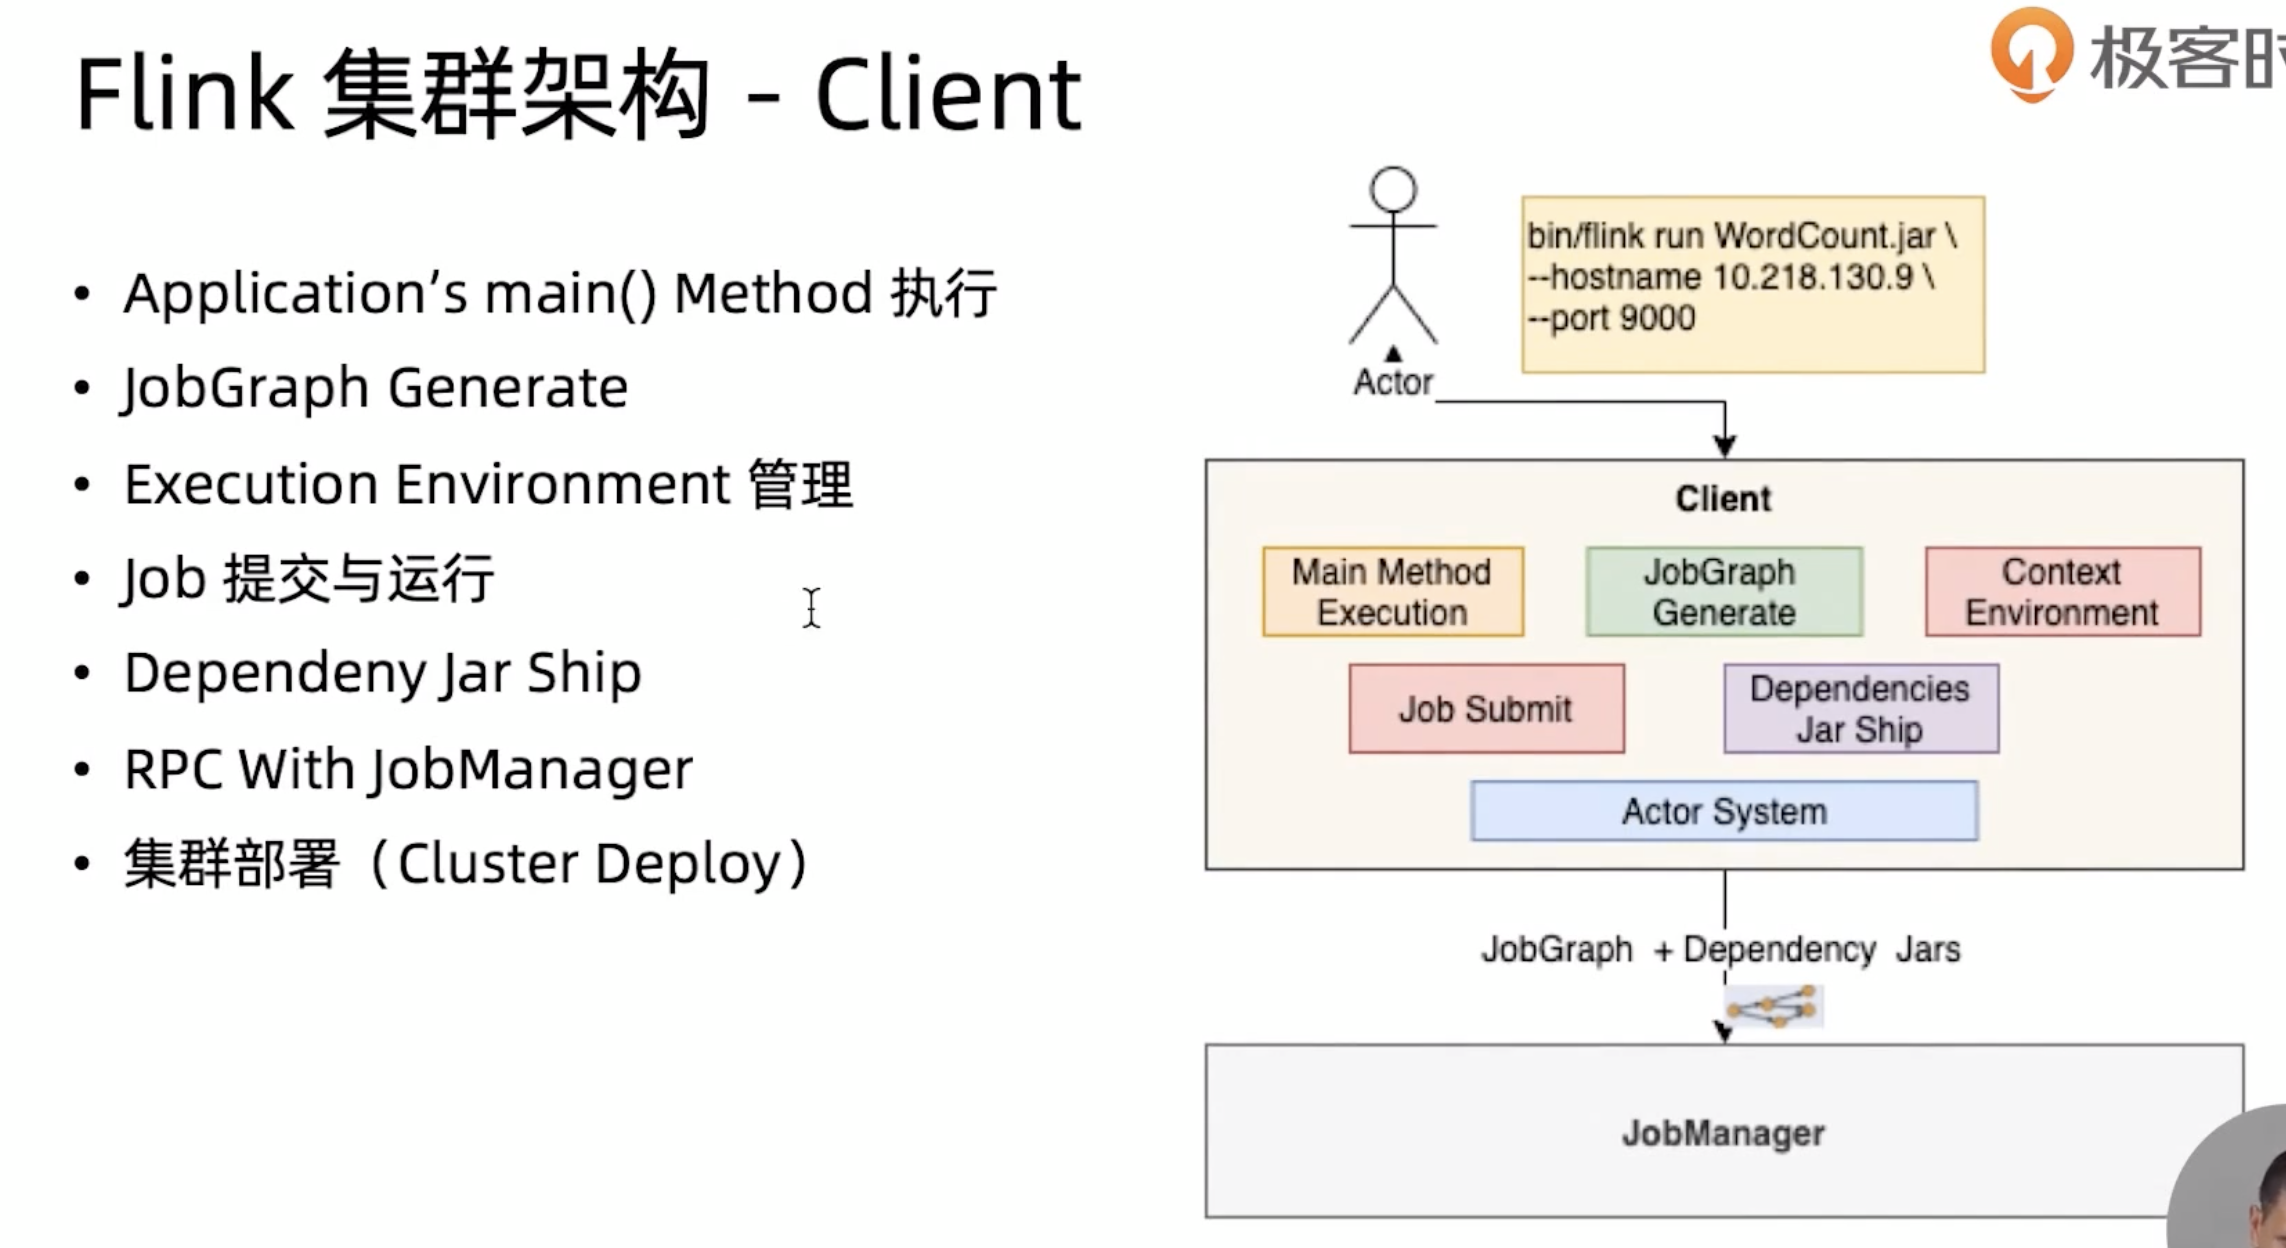 Flink 集群架构 - Client
极客时
• Application’s main() Method 执行
• JobGraph Generate
• Execution Environment 管理
• Job 提交与运行
• Dependeny Jar Ship
• RPC With JobManager
• 集群部署（Cluster Deploy）
bin/flink run WordCount.jar \
--hostname 10.218.130.9 \
--port 9000
Actor
Client
Main Method
Execution
JobGraph
Generate
Context
Environment
Job Submit
Dependencies
Jar Ship
Actor System
JobGraph + Dependency Jars
JobManager